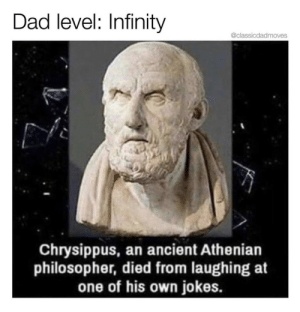 Dad level: Infinity
@classicdadmoves
Chrysippus, an ancient Athenian
philosopher, died from laughing at
one of his own jokes.